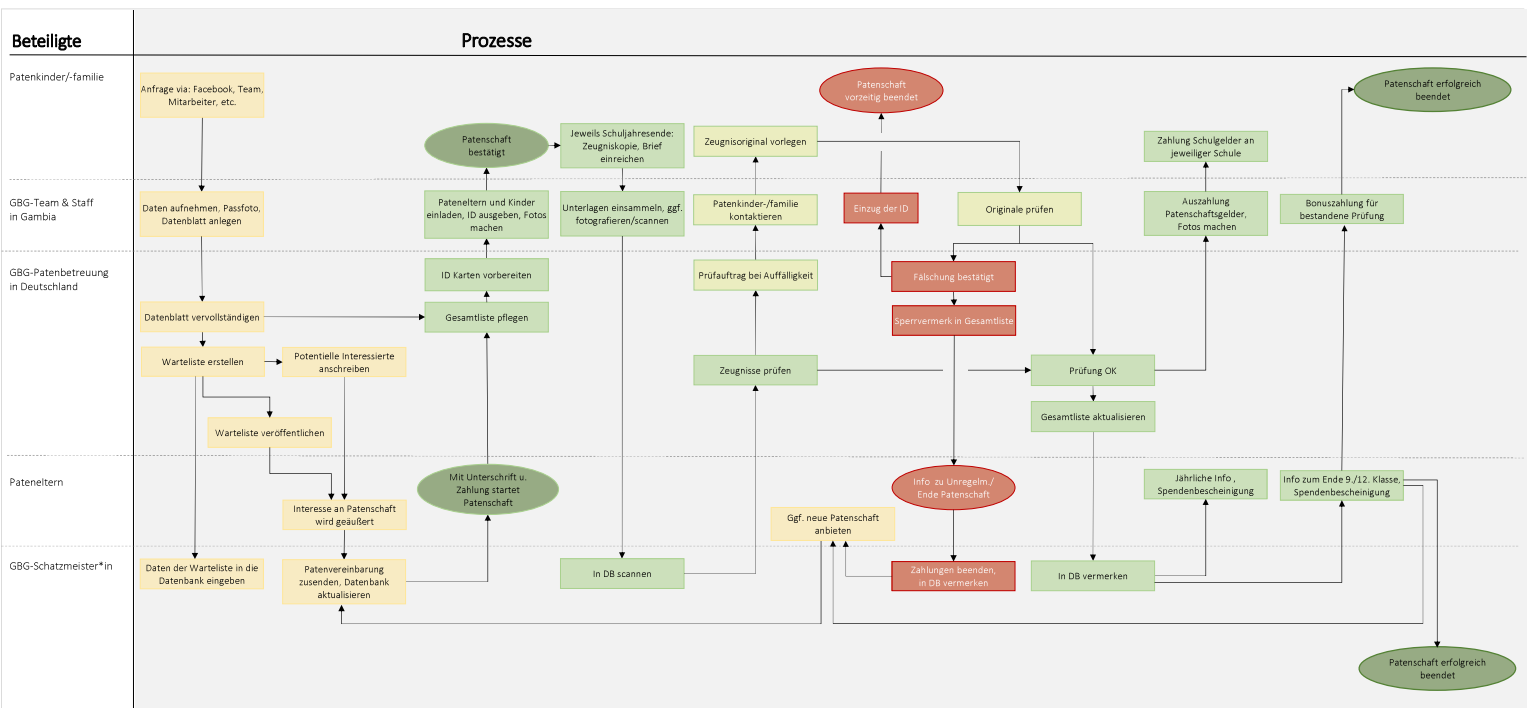 Beteiligte
Prozesse
Patenkinder/-familie
Anfrage via: Facebook, Team,
Mitarbeiter, etc.
Patenschaft
bestätigt
Jeweils Schuljahresende:
Zeugniskopie, Brief
einreichen
Zeugnisoriginal vorlegen
Patenschaft
vorzeitig beendet
Zahlung Schulgelder an
jeweiliger Schule
Patenschaft erfolgreich
beendet
GBG-Team & Staff
in Gambia
Daten aufnehmen, Passfoto,
Datenblatt anlegen
Pateneltern und Kinder
einladen, ID ausgeben, Fotos
machen
Unterlagen einsammeln, ggf.
fotografieren/scannen
Patenkinder-/familie
kontaktieren
Einzug der ID
Originale prüfen
Auszahlung
Patenschaftsgelder,
Fotos machen
Bonuszahlung für
bestandene Prüfung
GBG-Patenbetreuung
in Deutschland
ID Karten vorbereiten
Prüfauftrag bei Auffälligkeit
Fälschung bestätigt
Datenblatt vervollständigen
Gesamtliste pflegen
Sperrvermerk in Gesamtliste
Warteliste erstellen
Potentielle Interessierte
anschreiben
Zeugnisse prüfen
Prüfung OK
Warteliste veröffentlichen
Gesamtliste aktualisieren
Pateneltern
Mit Unterschrift u.
Zahlung startet
Patenschaft
Info zu Unregelm./
Ende Patenschaft
Jährliche Info ,
Spendenbescheinigung
Info zum Ende 9./12. Klasse,
Spendenbescheinigung
Interesse an Patenschaft
wird geäußert
Ggf. neue Patenschaft
anbieten
GBG-Schatzmeister*in
Daten der Warteliste in die
Datenbank eingeben
Patenvereinbarung
zusenden, Datenbank
aktualisieren
In DB scannen
Zahlungen beenden,
in DB vermerken
In DB vermerken
Patenschaft erfolgreich
beendet